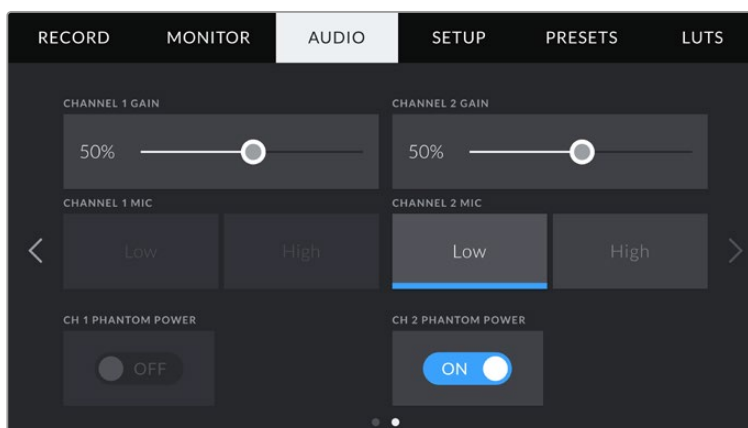 RECORD MONITOR AUDIO SETUP PRESETS LUTS
CHANNEL 1 GAIN CHANNEL 2 GAIN
50% 50%
CHANNEL 1 MIC CHANNEL 2 MIC
Low High Low High
CH 1 PHANTOM POWER CH 2 PHANTOM POWER
OFF ON